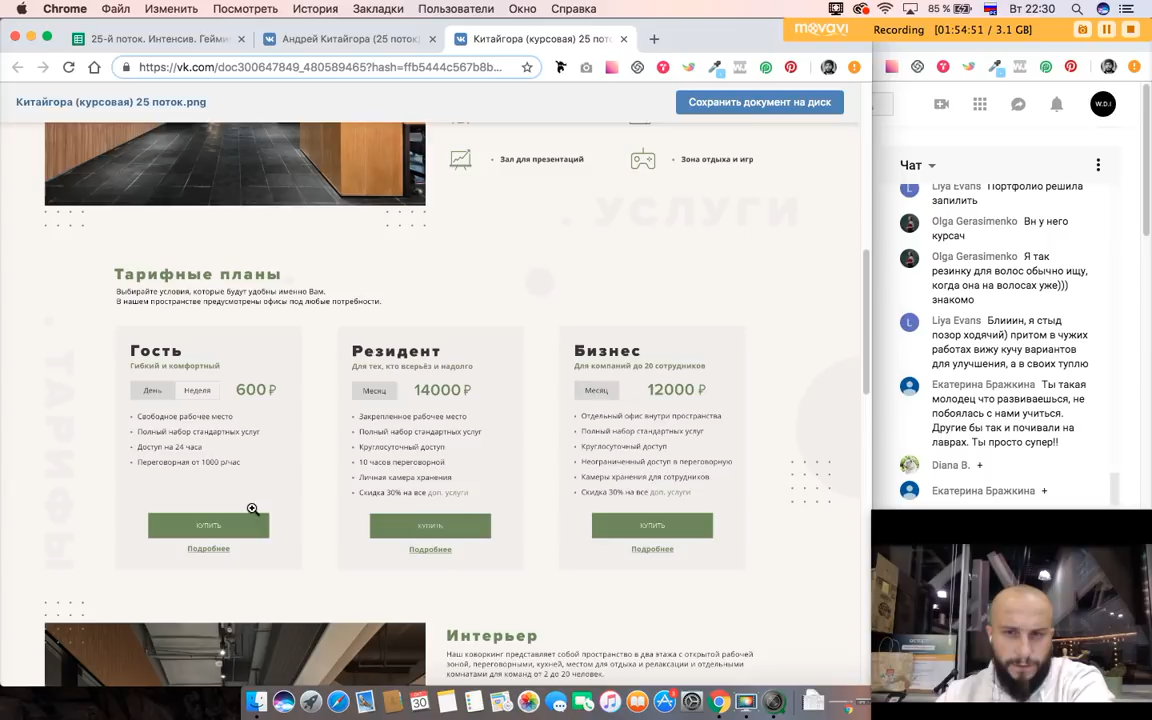 Chrome Файл Изменить Посмотреть История Закладки Пользователи Окно Справка
85 % Вт 22:30
movavi
Recording [01:54:51 / 3.1 GB]
25-й поток. Интенсив. Гейми
Андрей Китайгора (25 поток)
Китайгора (курсовая) 25 пото
https://vk.com/doc300647849_480589465?hash=ffb5444c567b8b...
Китайгора (курсовая) 25 поток.png
Сохранить документ на диск
W.D.I
• Зал для презентаций
• Зона отдыха и игр
. УСЛУГИ
Тарифные планы
Выбирайте условия, которые будут удобны именно Вам.
В нашем пространстве предусмотрены офисы под любые потребности.
. ТАРИФЫ
Гость
Гибкий и комфортный
День Неделя 600 ₽
• Свободное рабочее место
• Полный набор стандартных услуг
• Доступ на 24 часа
• Переговорная от 1000 р/час
КУПИТЬ
Подробнее
Резидент
Для тех, кто всерьёз и надолго
Месяц 14000 ₽
• Закрепленное рабочее место
• Полный набор стандартных услуг
• Круглосуточный доступ
• 10 часов переговорной
• Личная камера хранения
• Скидка 30% на все доп. услуги
КУПИТЬ
Подробнее
Бизнес
Для компаний до 20 сотрудников
Месяц 12000 ₽
• Отдельный офис внутри пространства
• Полный набор стандартных услуг
• Круглосуточный доступ
• Неограниченный доступ в переговорную
• Камеры хранения для сотрудников
• Скидка 30% на все доп. услуги
КУПИТЬ
Подробнее
Интерьер
Наш коворкинг представляет собой пространство в два этажа с открытой рабочей
зоной, переговорными, кухней, местом для отдыха и релаксации и отдельными
комнатами для команд от 2 до 20 человек.
Чат
Liya Evans Портфолио решила
запилить
Olga Gerasimenko Вн у него
курсач
Olga Gerasimenko Я так
резинку для волос обычно ищу,
когда она на волосах уже)))
знакомо
Liya Evans Блииин, я стыд
позор ходячий) притом в чужих
работах вижу кучу вариантов
для улучшения, а в своих туплю
Екатерина Бражкина Ты такая
молодец что развиваешься, не
побоялась с нами учиться.
Другие бы так и почивали на
лаврах. Ты просто супер!!
Diana B. +
Екатерина Бражкина +
L
L
30